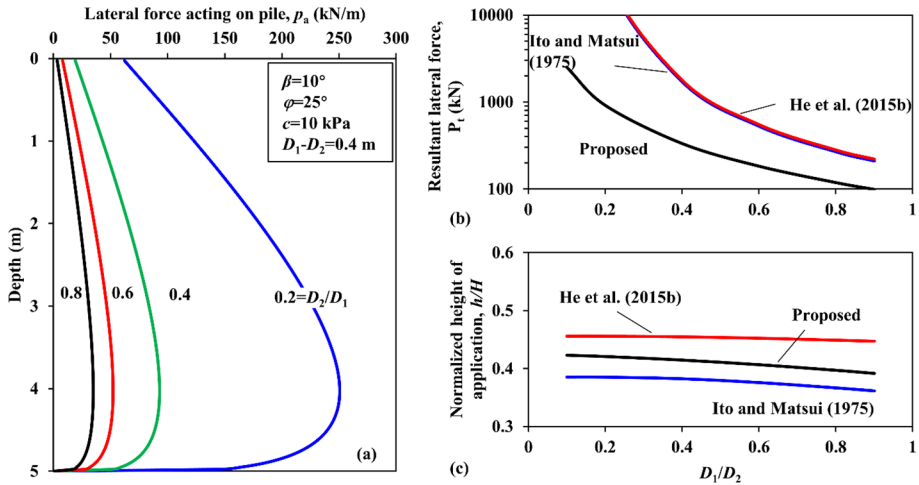 Lateral force acting on pile, pa (kN/m)
0 50 100 150 200 250 300
0
1
2
3
4
5
Depth (m)
β=10°
φ=25°
c=10 kPa
D1-D2=0.4 m
0.8
0.6
0.4
0.2=D2/D1
(a)
Resultant lateral force,
Pt (kN)
10000
1000
100
Ito and Matsui
(1975)
He et al. (2015b)
Proposed
0 0.2 0.4 0.6 0.8 1
(b)
Normalized height of
application, h/H
0.6
0.5
0.4
0.3
He et al. (2015b)
Proposed
Ito and Matsui (1975)
0 0.2 0.4 0.6 0.8 1
(c)
D1/D2